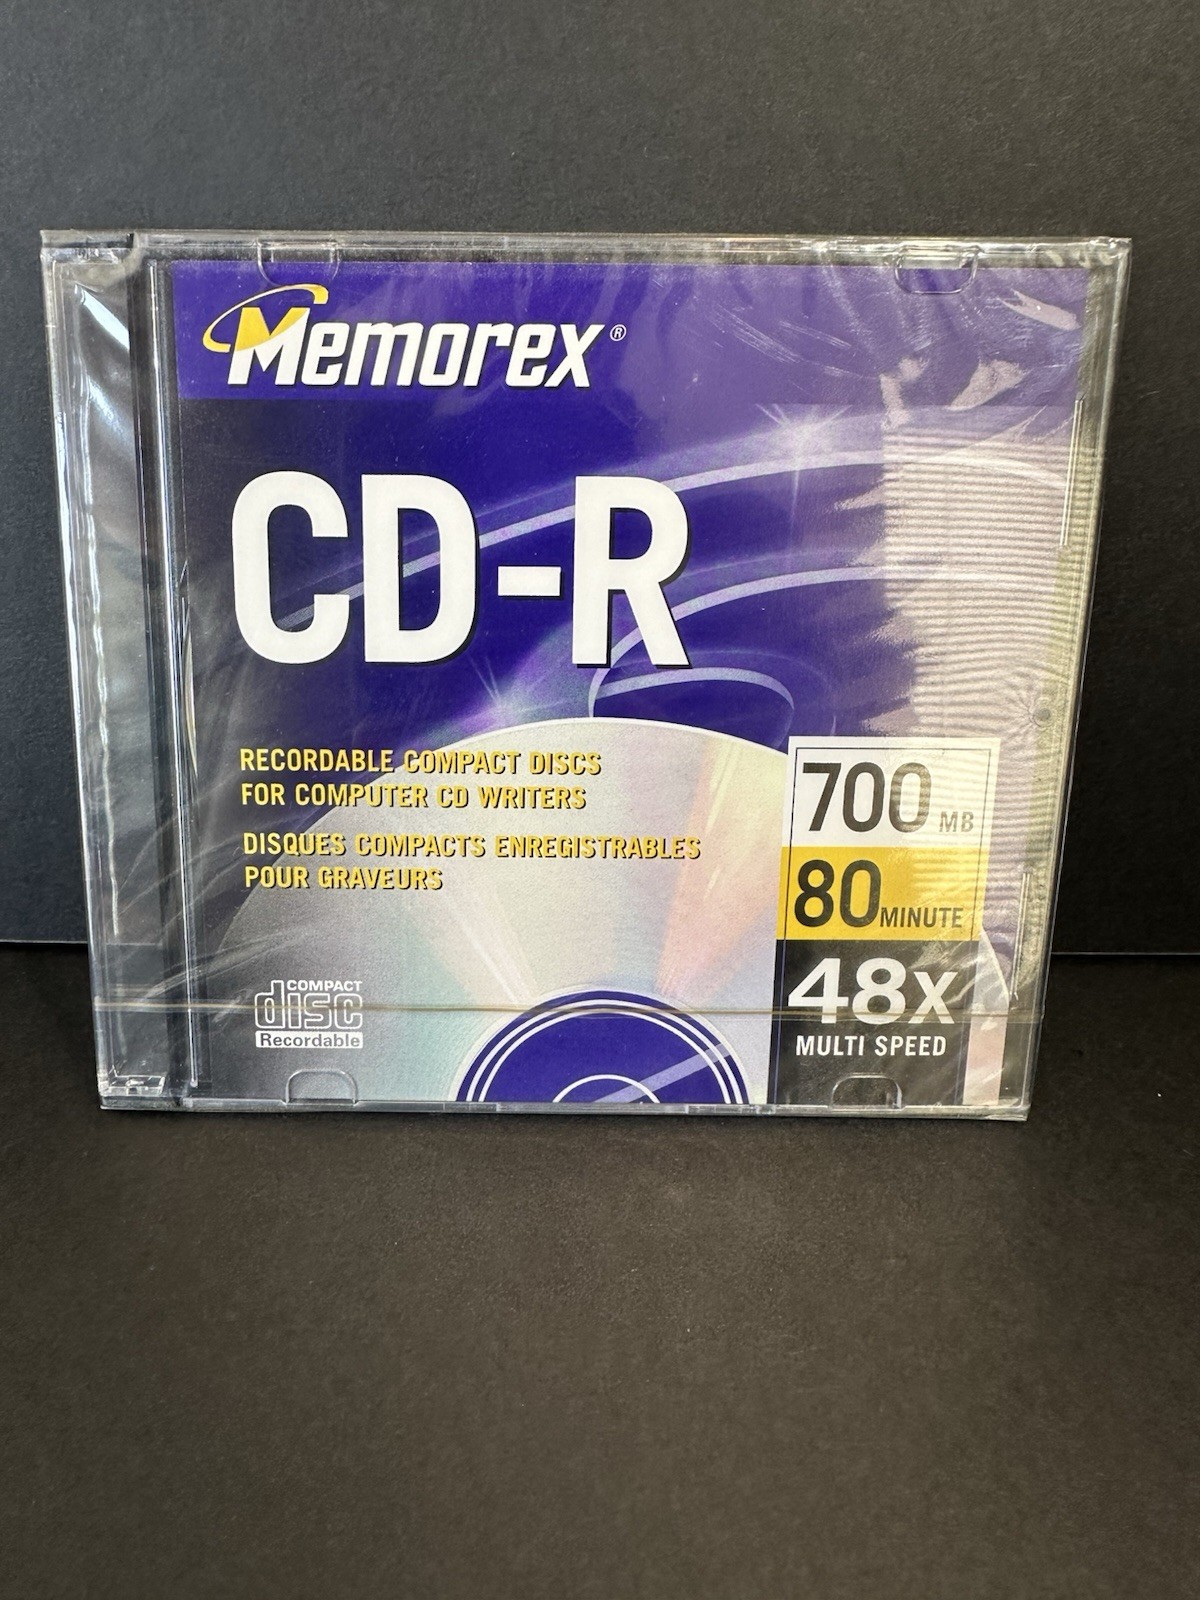 Memorex®
CD-R
RECORDABLE COMPACT DISCS
FOR COMPUTER CD WRITERS
DISQUES COMPACTS ENREGISTRABLES
POUR GRAVEURS
700 MB
80 MINUTE
48X
MULTI SPEED
COMPACT
disc
Recordable